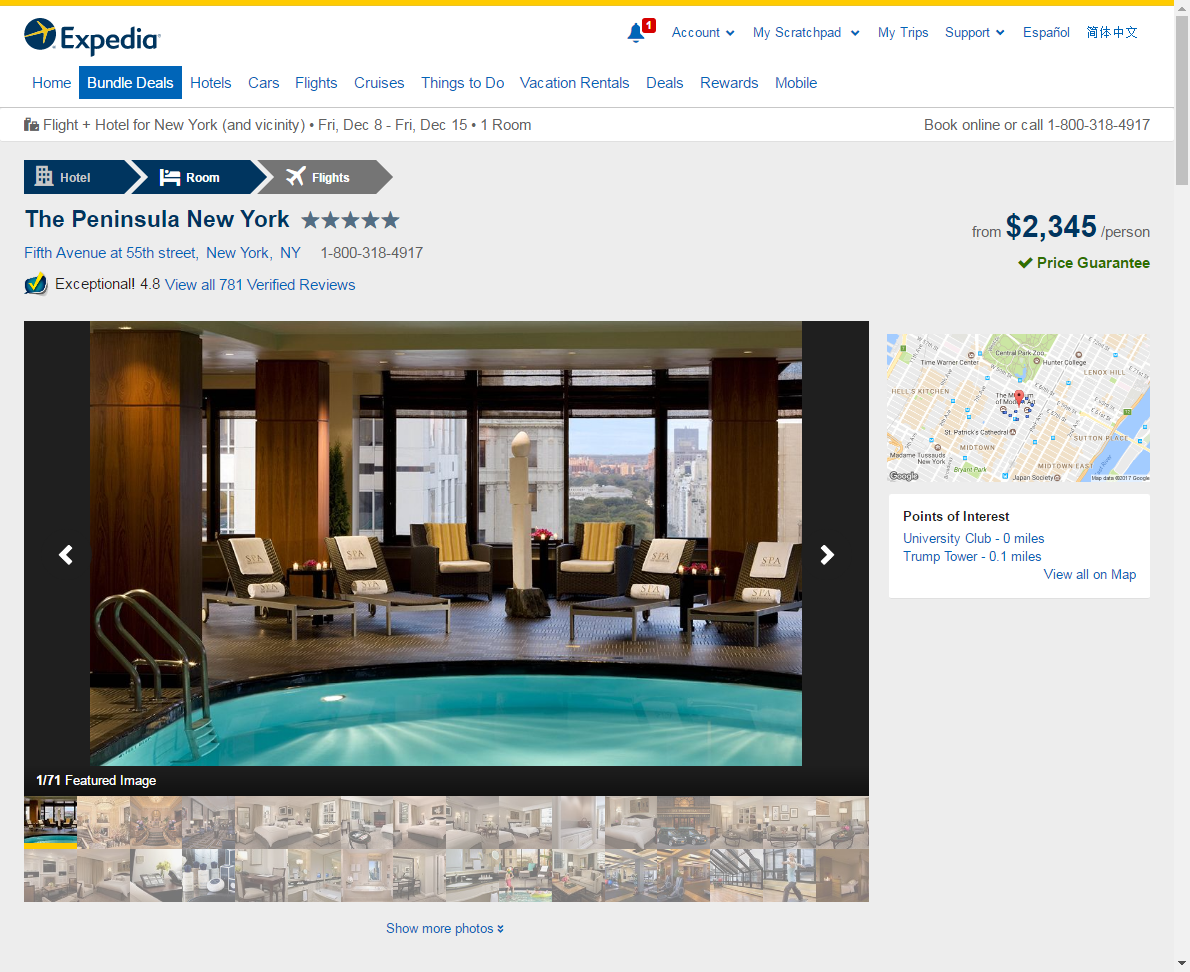 Expedia
1
Account
My Scratchpad
My Trips
Support
Español
简体中文
Home
Bundle Deals
Hotels
Cars
Flights
Cruises
Things to Do
Vacation Rentals
Deals
Rewards
Mobile
Flight + Hotel for New York (and vicinity) • Fri, Dec 8 - Fri, Dec 15 • 1 Room
Book online or call 1-800-318-4917
Hotel
Room
Flights
The Peninsula New York
from $2,345 /person
Fifth Avenue at 55th street, New York, NY 1-800-318-4917
Price Guarantee
Exceptional! 4.8 View all 781 Verified Reviews
SPA
SPA
SPA
SPA
SPA
SPA
SPA
Central Park Zoo
Time Warner Center
Hunter College
LENOX HILL
HELL'S KITCHEN
The Museum
of Modern Art
St. Patrick's Cathedral
SUTTON PLACE
MIDTOWN
Madame Tussauds
New York
Bryant Park
MIDTOWN EAST
Google
Japan Society
Map data ©2017 Google
Points of Interest
University Club - 0 miles
Trump Tower - 0.1 miles
View all on Map
1/71 Featured Image
Show more photos